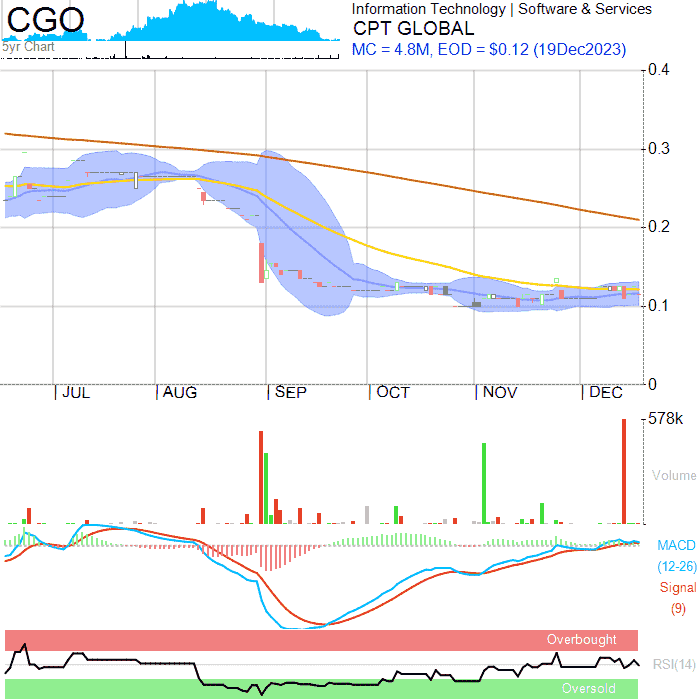 CGO
5yr Chart
Information Technology | Software & Services
CPT GLOBAL
MC = 4.8M, EOD = $0.12 (19Dec2023)
0.4
0.3
0.2
0.1
0
JUL
AUG
SEP
OCT
NOV
DEC
578k
Volume
MACD
(12-26)
Signal
(9)
Overbought
RSI(14)
Oversold